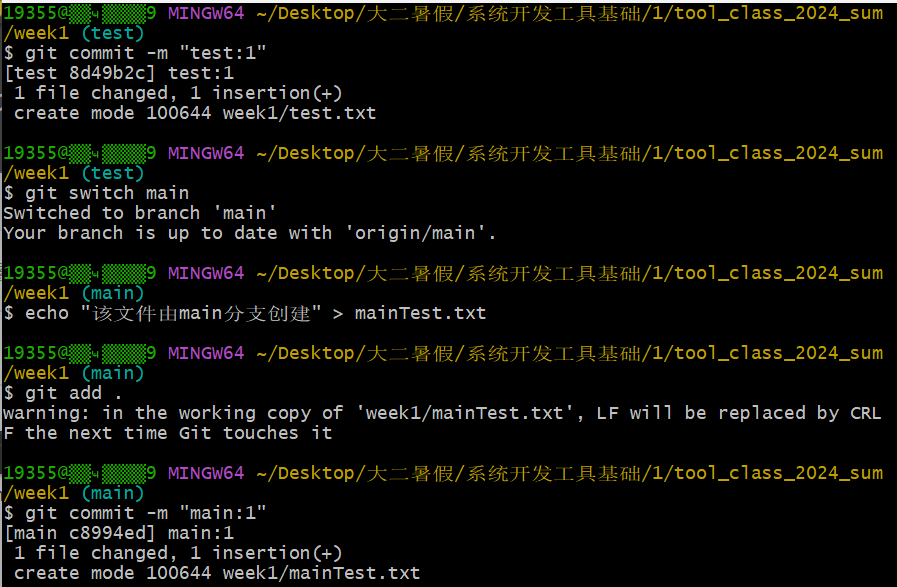 19355@ 9 MINGW64 ~/Desktop/大二暑假/系统开发工具基础/1/tool_class_2024_sum
/week1 (test)
$ git commit -m "test:1"
[test 8d49b2c] test:1
 1 file changed, 1 insertion(+)
 create mode 100644 week1/test.txt
19355@ 9 MINGW64 ~/Desktop/大二暑假/系统开发工具基础/1/tool_class_2024_sum
/week1 (test)
$ git switch main
Switched to branch 'main'
Your branch is up to date with 'origin/main'.
19355@ 9 MINGW64 ~/Desktop/大二暑假/系统开发工具基础/1/tool_class_2024_sum
/week1 (main)
$ echo "该文件由main分支创建" > mainTest.txt
19355@ 9 MINGW64 ~/Desktop/大二暑假/系统开发工具基础/1/tool_class_2024_sum
/week1 (main)
$ git add .
warning: in the working copy of 'week1/mainTest.txt', LF will be replaced by CRL
F the next time Git touches it
19355@ 9 MINGW64 ~/Desktop/大二暑假/系统开发工具基础/1/tool_class_2024_sum
/week1 (main)
$ git commit -m "main:1"
[main c8994ed] main:1
 1 file changed, 1 insertion(+)
 create mode 100644 week1/mainTest.txt